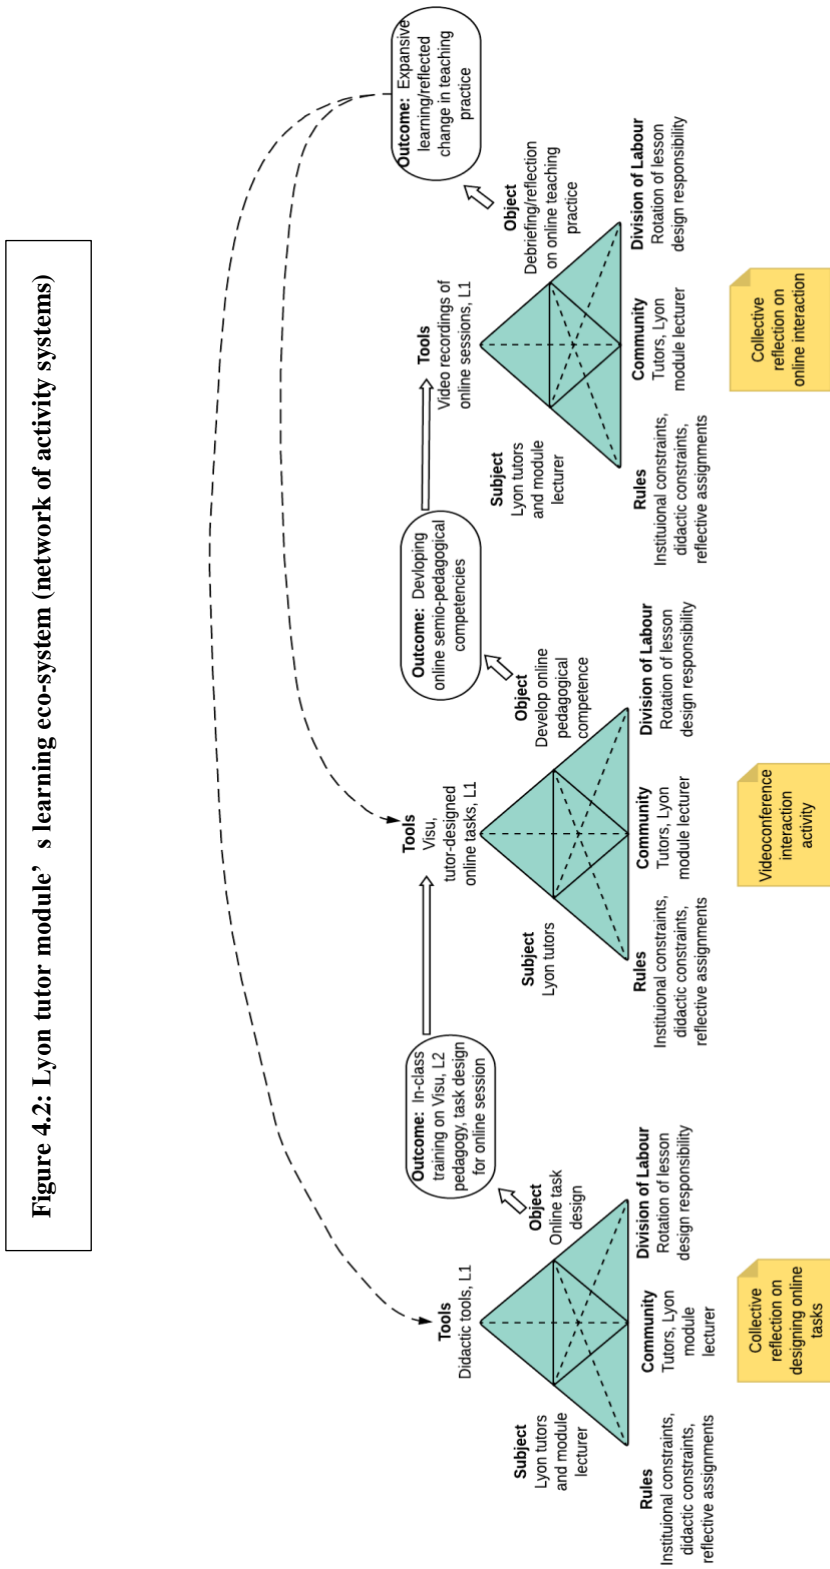 Figure 4.2: Lyon tutor module’ s learning eco-system (network of activity systems)
Tools
Didactic tools, L1
Subject
Lyon tutors
and module
lecturer
Object
Online task
design
Outcome: In-class
training on Visu, L2
pedagogy, task design
for online session
Rules
Instituional constraints,
didactic constraints,
reflective assignments
Community
Tutors, Lyon
module
lecturer
Division of Labour
Rotation of lesson
design responsibility
Collective
reflection on
designing online
tasks
Tools
Visu,
tutor-designed
online tasks, L1
Subject
Lyon tutors
Object
Develop online
pedagogical
competence
Outcome: Devloping
online semio-pedagogical
competencies
Rules
Instituional constraints,
didactic constraints,
reflective assignments
Community
Tutors, Lyon
module lecturer
Division of Labour
Rotation of lesson
design responsibility
Videoconference
interaction
activity
Tools
Video recordings of
online sessions, L1
Subject
Lyon tutors
and module
lecturer
Object
Debriefing/reflection
on online teaching
practice
Outcome: Expansive
learning/reflected
change in teaching
practice
Rules
Instituional constraints,
didactic constraints,
reflective assignments
Community
Tutors, Lyon
module lecturer
Division of Labour
Rotation of lesson
design responsibility
Collective
reflection on
online interaction